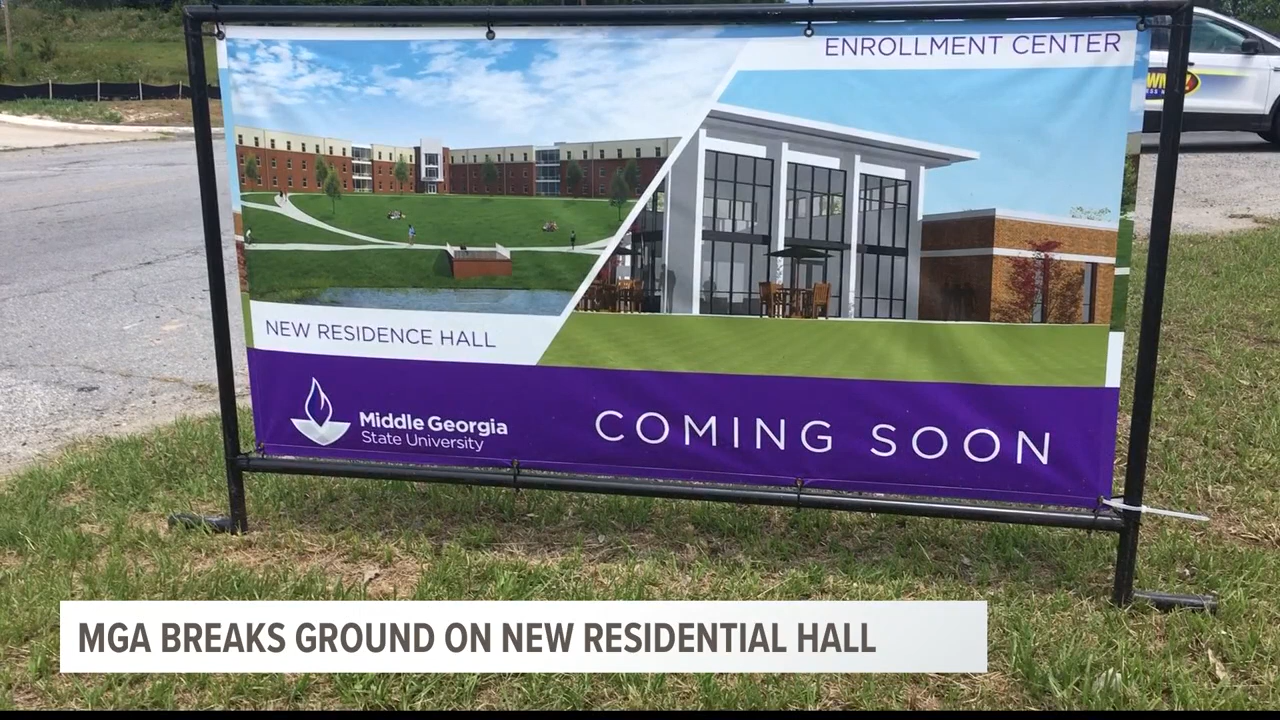 ENROLLMENT CENTER
NEW RESIDENCE HALL
Middle Georgia
State University
COMING SOON
MGA BREAKS GROUND ON NEW RESIDENTIAL HALL